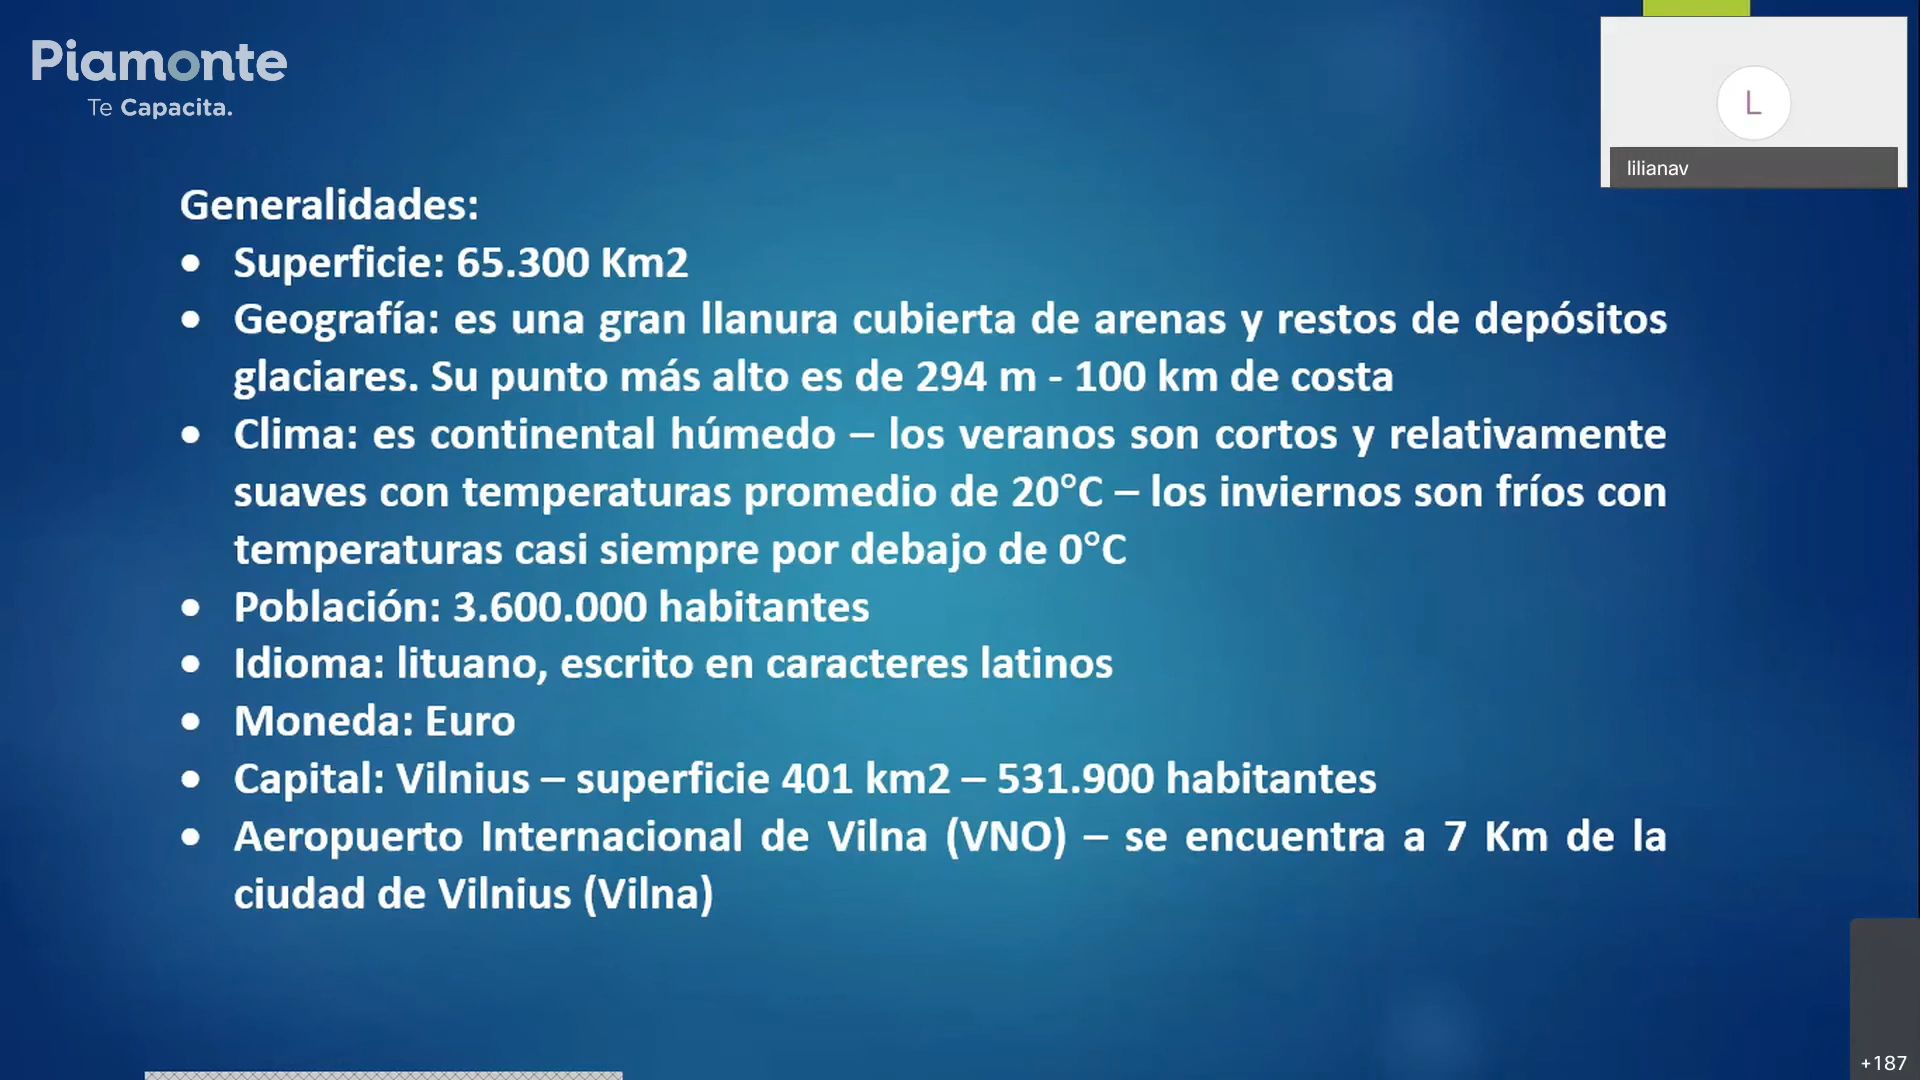 Piamonte
Te Capacita.
L
lilianav
Generalidades:
• Superficie: 65.300 Km2
• Geografía: es una gran llanura cubierta de arenas y restos de depósitos
glaciares. Su punto más alto es de 294 m - 100 km de costa
• Clima: es continental húmedo – los veranos son cortos y relativamente
suaves con temperaturas promedio de 20°C – los inviernos son fríos con
temperaturas casi siempre por debajo de 0°C
• Población: 3.600.000 habitantes
• Idioma: lituano, escrito en caracteres latinos
• Moneda: Euro
• Capital: Vilnius – superficie 401 km2 – 531.900 habitantes
• Aeropuerto Internacional de Vilna (VNO) – se encuentra a 7 Km de la
ciudad de Vilnius (Vilna)
+187